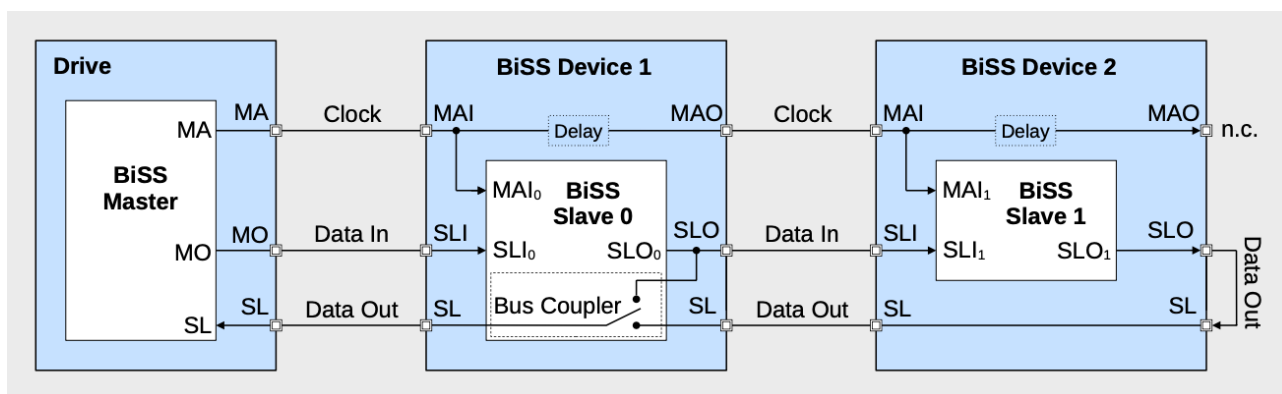 Drive
BiSS Device 1
BiSS Device 2
MA
Clock
MAI
MAO
Clock
MAI
MAO
MA
Delay
Delay
n.c.
BiSS
Master
MAI₀
BiSS
Slave 0
MAI₁
BiSS
Slave 1
MO
Data In
SLI
SLO
Data In
SLI
SLO
MO
SLI₀
SLO₀
SLI₁
SLO₁
Data Out
SL
Data Out
SL
Bus Coupler
SL
Data Out
SL
SL
SL